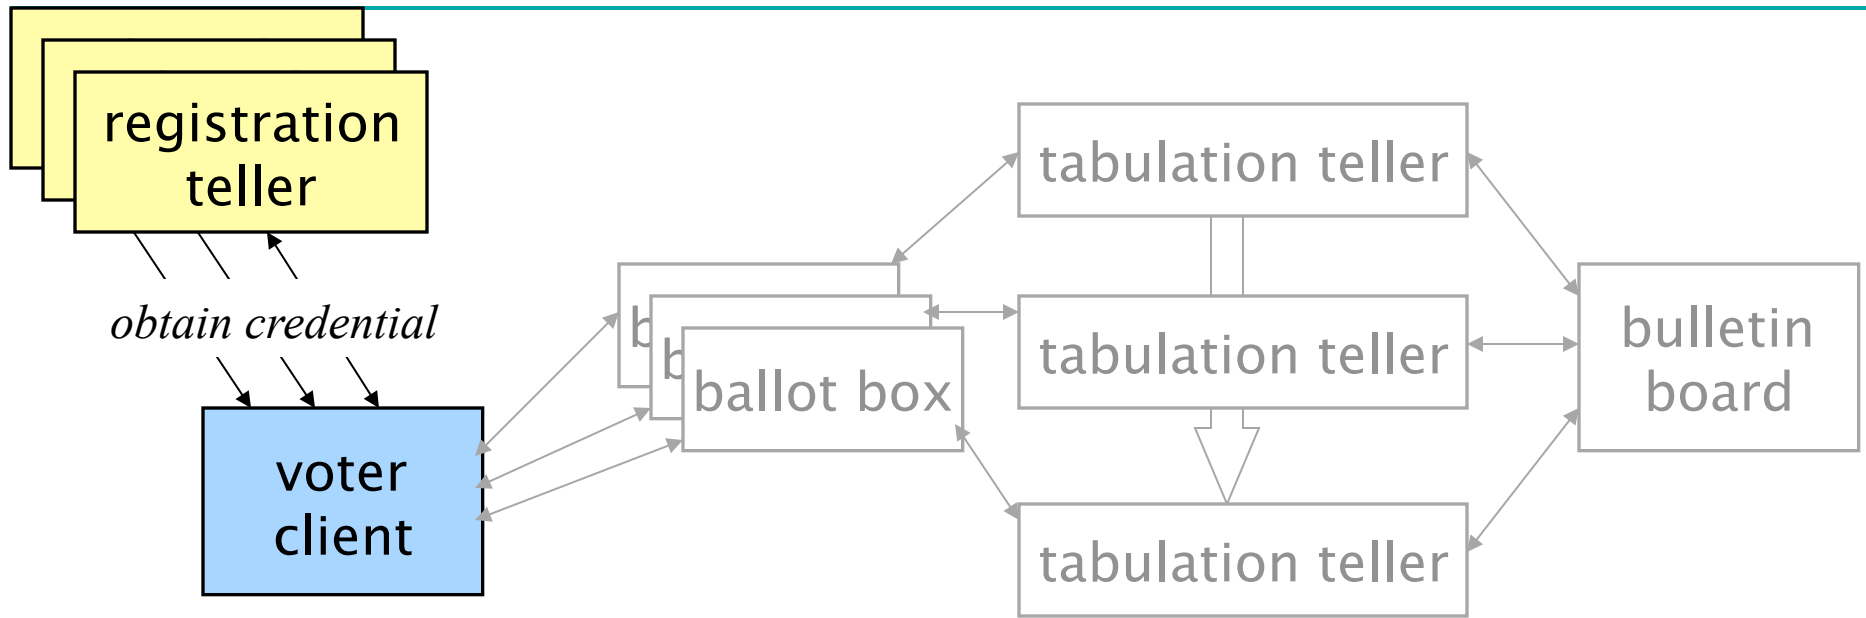 registration
teller
obtain credential
voter
client
b
b
ballot box
tabulation teller
tabulation teller
tabulation teller
bulletin
board